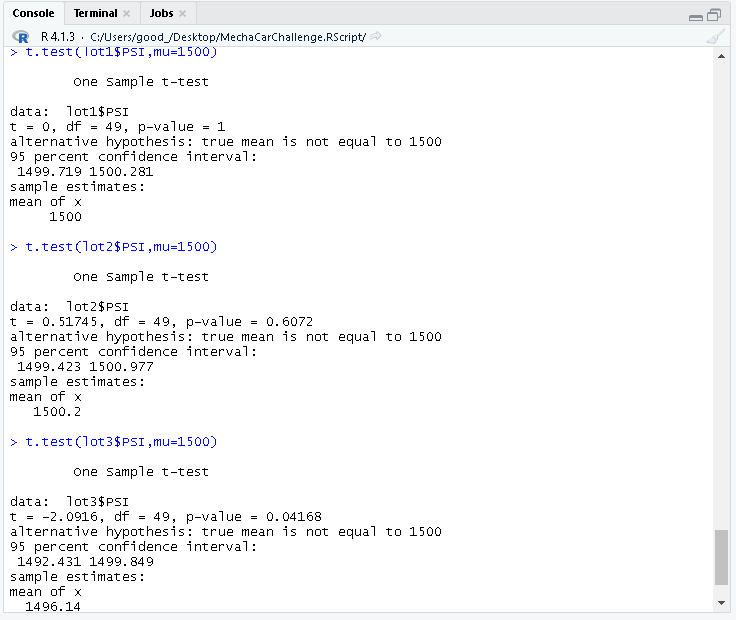 Console Terminal Jobs
R 4.1.3 · C:/Users/good_/Desktop/MechaCarChallenge.RScript/
> t.test(lot1$PSI,mu=1500)
One Sample t-test
data:  lot1$PSI
t = 0, df = 49, p-value = 1
alternative hypothesis: true mean is not equal to 1500
95 percent confidence interval:
1499.719 1500.281
sample estimates:
mean of x
1500
> t.test(lot2$PSI,mu=1500)
One Sample t-test
data:  lot2$PSI
t = 0.51745, df = 49, p-value = 0.6072
alternative hypothesis: true mean is not equal to 1500
95 percent confidence interval:
1499.423 1500.977
sample estimates:
mean of x
1500.2
> t.test(lot3$PSI,mu=1500)
One Sample t-test
data:  lot3$PSI
t = -2.0916, df = 49, p-value = 0.04168
alternative hypothesis: true mean is not equal to 1500
95 percent confidence interval:
1492.431 1499.849
sample estimates:
mean of x
1496.14